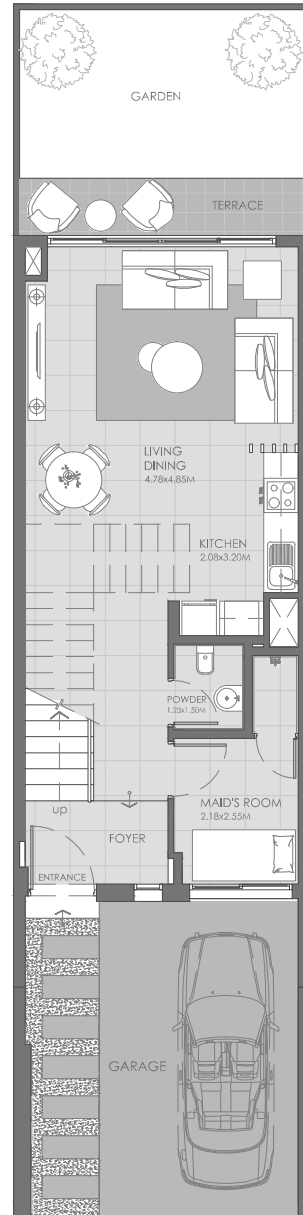 GARDEN
TERRACE
LIVING
DINING
4.78x4.85M
KITCHEN
2.08x3.20M
POWDER
1.23x1.50M
MAID'S ROOM
2.18x2.55M
up
FOYER
ENTRANCE
GARAGE